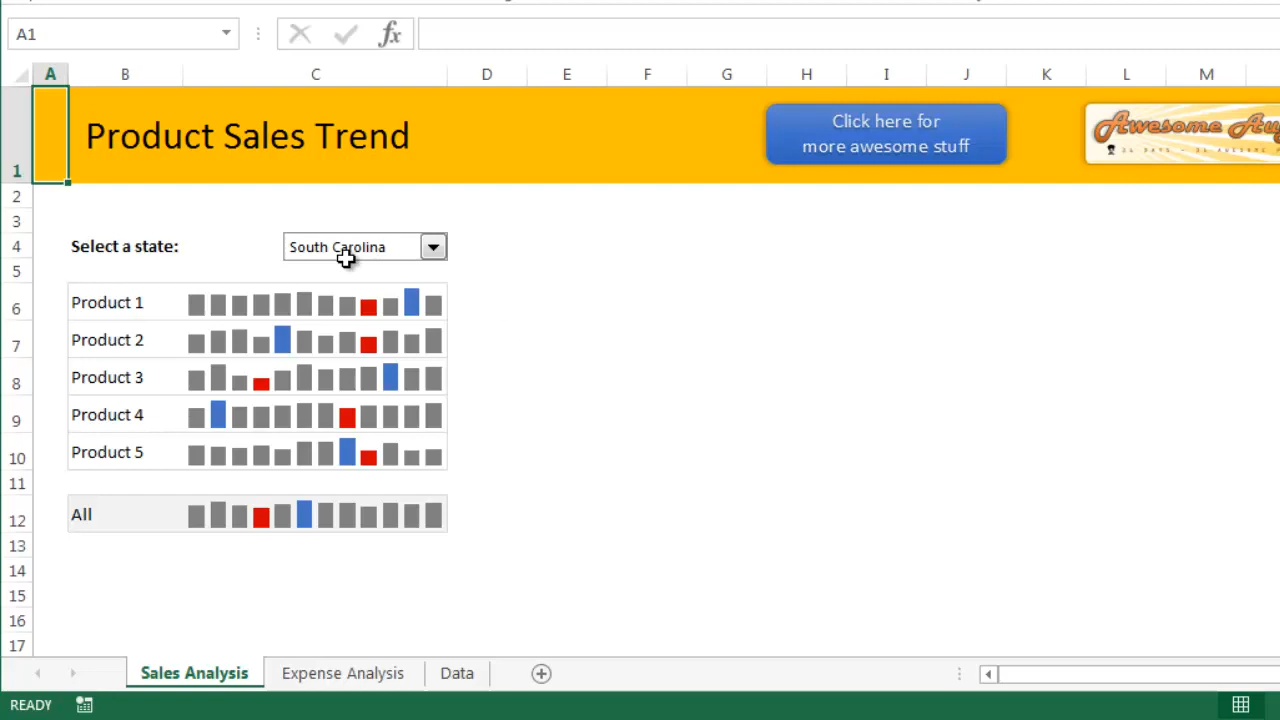 A1
fx
A B C D E F G H I J K L M
1
Product Sales Trend
Click here for
more awesome stuff
Awesome
2
3
4
Select a state:
South Carolina
5
6
Product 1
7
Product 2
8
Product 3
9
Product 4
10
Product 5
11
12
All
13
14
15
16
17
Sales Analysis
Expense Analysis
Data
READY